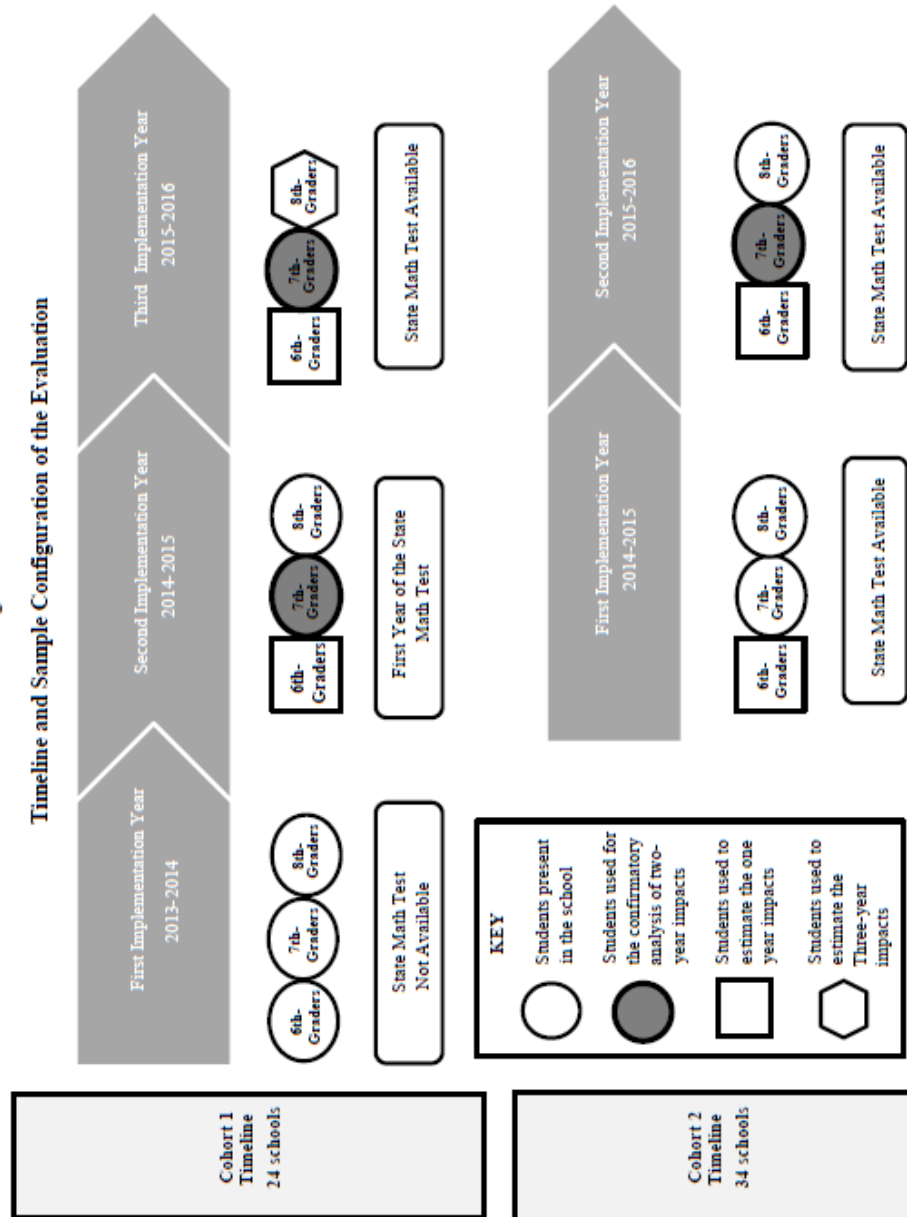 Timeline and Sample Configuration of the Evaluation
Cohort 1
Timeline
24 schools
First Implementation Year
2013-2014
Second Implementation Year
2014-2015
Third Implementation Year
2015-2016
6th-
Graders
7th-
Graders
8th-
Graders
6th-
Graders
7th-
Graders
8th-
Graders
6th-
Graders
7th-
Graders
8th-
Graders
State Math Test
Not Available
First Year of the State
Math Test
State Math Test Available
Cohort 2
Timeline
34 schools
KEY
Students present
in the school
Students used for
the confirmatory
analysis of two-
year impacts
Students used to
estimate the one
year impacts
Students used to
estimate the
Three-year
impacts
First Implementation Year
2014-2015
Second Implementation Year
2015-2016
6th-
Graders
7th-
Graders
8th-
Graders
6th-
Graders
7th-
Graders
8th-
Graders
State Math Test Available
State Math Test Available